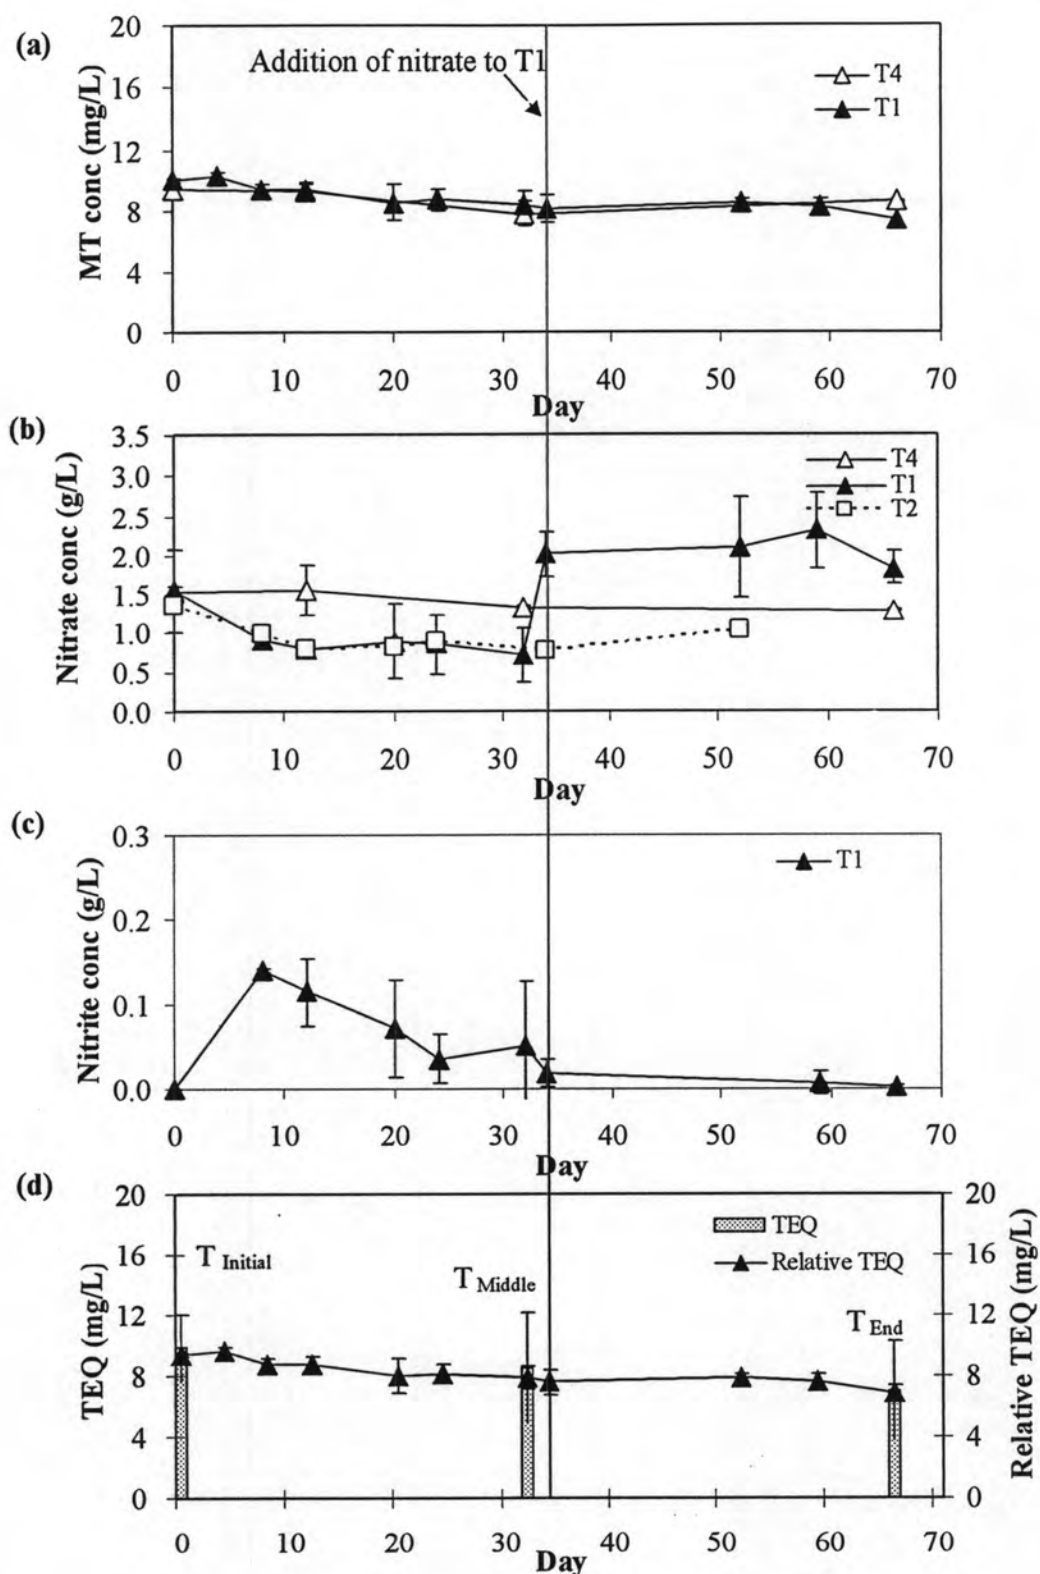 (a)
MT conc (mg/L)
20
16
12
8
4
0
Addition of nitrate to T1
T4
T1
0 10 20 30 40 50 60 70
Day
(b)
Nitrate conc (g/L)
3.5
3.0
2.5
2.0
1.5
1.0
0.5
0.0
T4
T1
T2
0 10 20 30 40 50 60 70
Day
(c)
Nitrite conc (g/L)
0.3
0.2
0.1
0.0
T1
0 10 20 30 40 50 60 70
Day
(d)
TEQ (mg/L)
20
16
12
8
4
0
T Initial
T Middle
T End
TEQ
Relative TEQ
20
16
12
8
4
0
Relative TEQ (mg/L)
0 10 20 30 40 50 60 70
Day